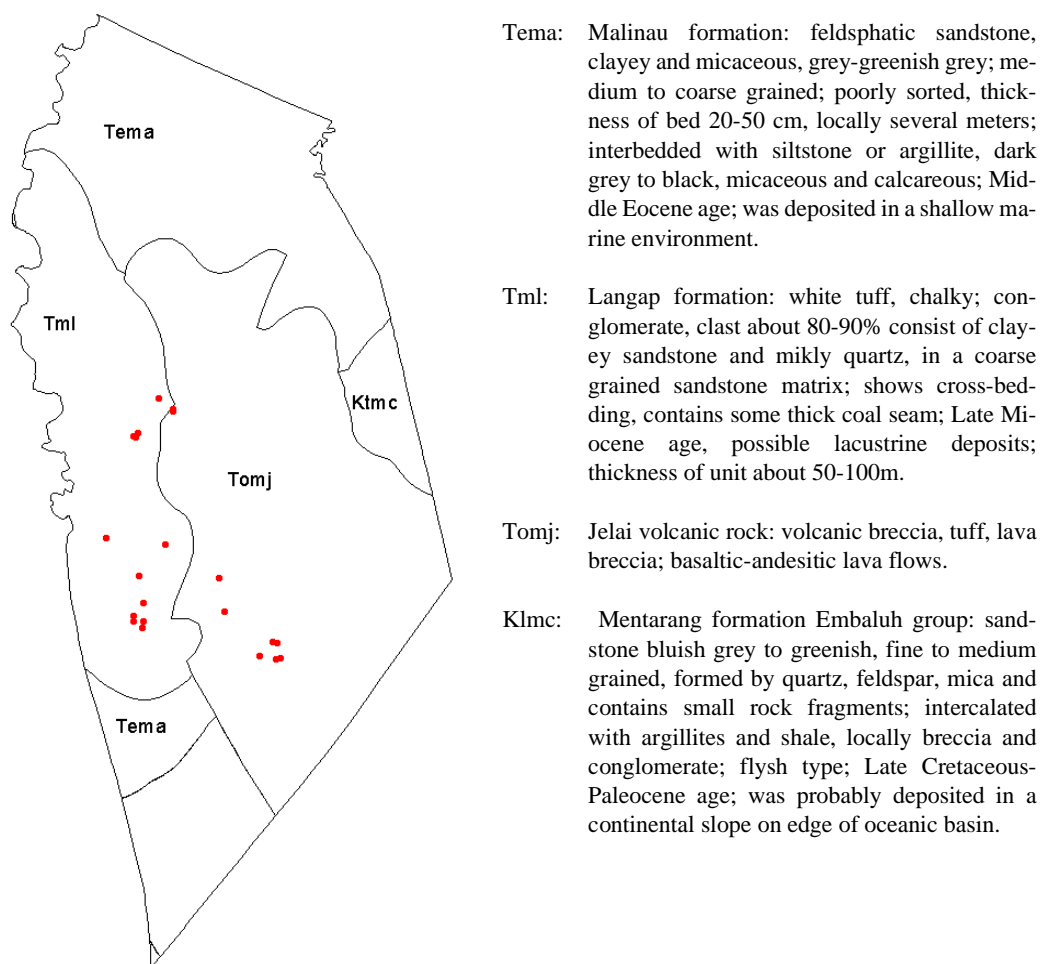 Tema
Tml
Ktmc
Tomj
Tema
Tema: Malinau formation: feldsphatic sandstone,
clayey and micaceous, grey-greenish grey; me-
dium to coarse grained; poorly sorted, thick-
ness of bed 20-50 cm, locally several meters;
interbedded with siltstone or argillite, dark
grey to black, micaceous and calcareous; Mid-
dle Eocene age; was deposited in a shallow ma-
rine environment.
Tml: Langap formation: white tuff, chalky; con-
glomerate, clast about 80-90% consist of clay-
ey sandstone and mikly quartz, in a coarse
grained sandstone matrix; shows cross-bed-
ding, contains some thick coal seam; Late Mi-
ocene age, possible lacustrine deposits;
thickness of unit about 50-100m.
Tomj: Jelai volcanic rock: volcanic breccia, tuff, lava
breccia; basaltic-andesitic lava flows.
Klmc: Mentarang formation Embaluh group: sand-
stone bluish grey to greenish, fine to medium
grained, formed by quartz, feldspar, mica and
contains small rock fragments; intercalated
with argillites and shale, locally breccia and
conglomerate; flysh type; Late Cretaceous-
Paleocene age; was probably deposited in a
continental slope on edge of oceanic basin.